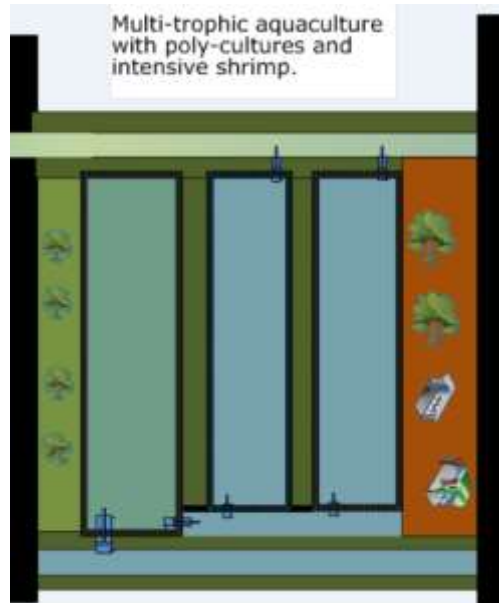 Multi-trophic aquaculture
with poly-cultures and
intensive shrimp.